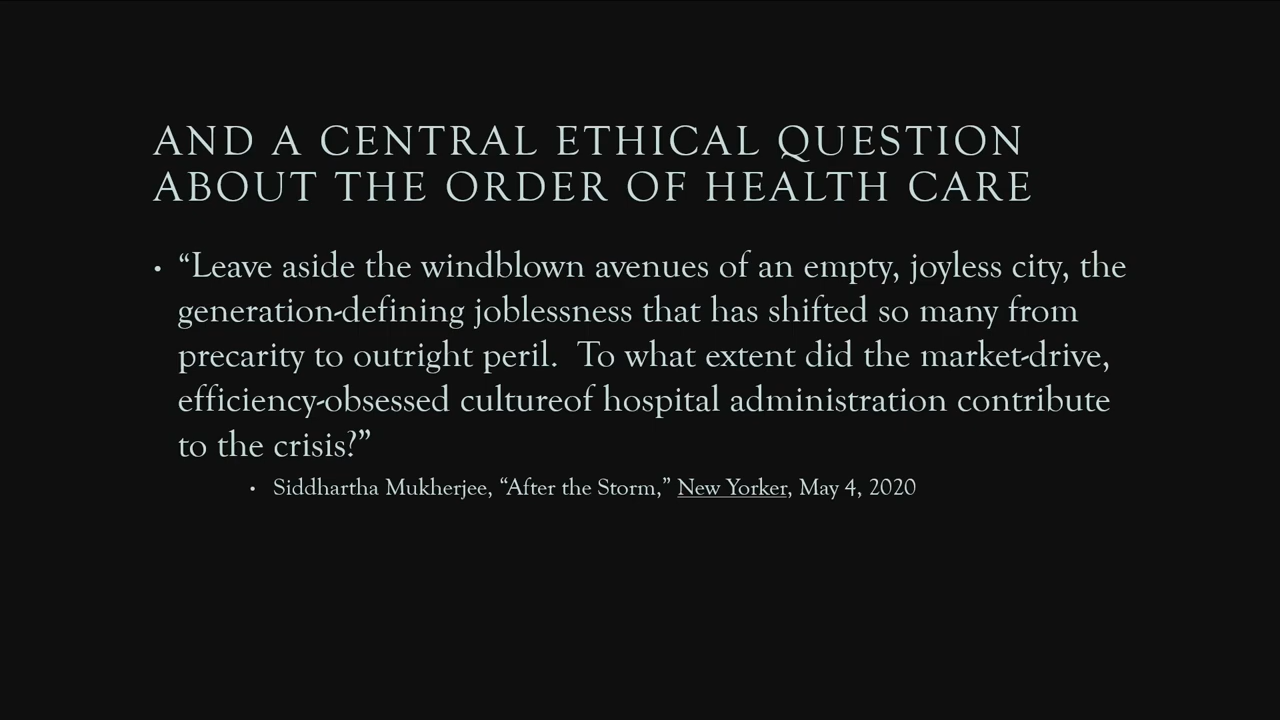 AND A CENTRAL ETHICAL QUESTION
ABOUT THE ORDER OF HEALTH CARE
• “Leave aside the windblown avenues of an empty, joyless city, the
generation-defining joblessness that has shifted so many from
precarity to outright peril.  To what extent did the market-drive,
efficiency-obsessed cultureof hospital administration contribute
to the crisis?”
• Siddhartha Mukherjee, “After the Storm,” New Yorker, May 4, 2020